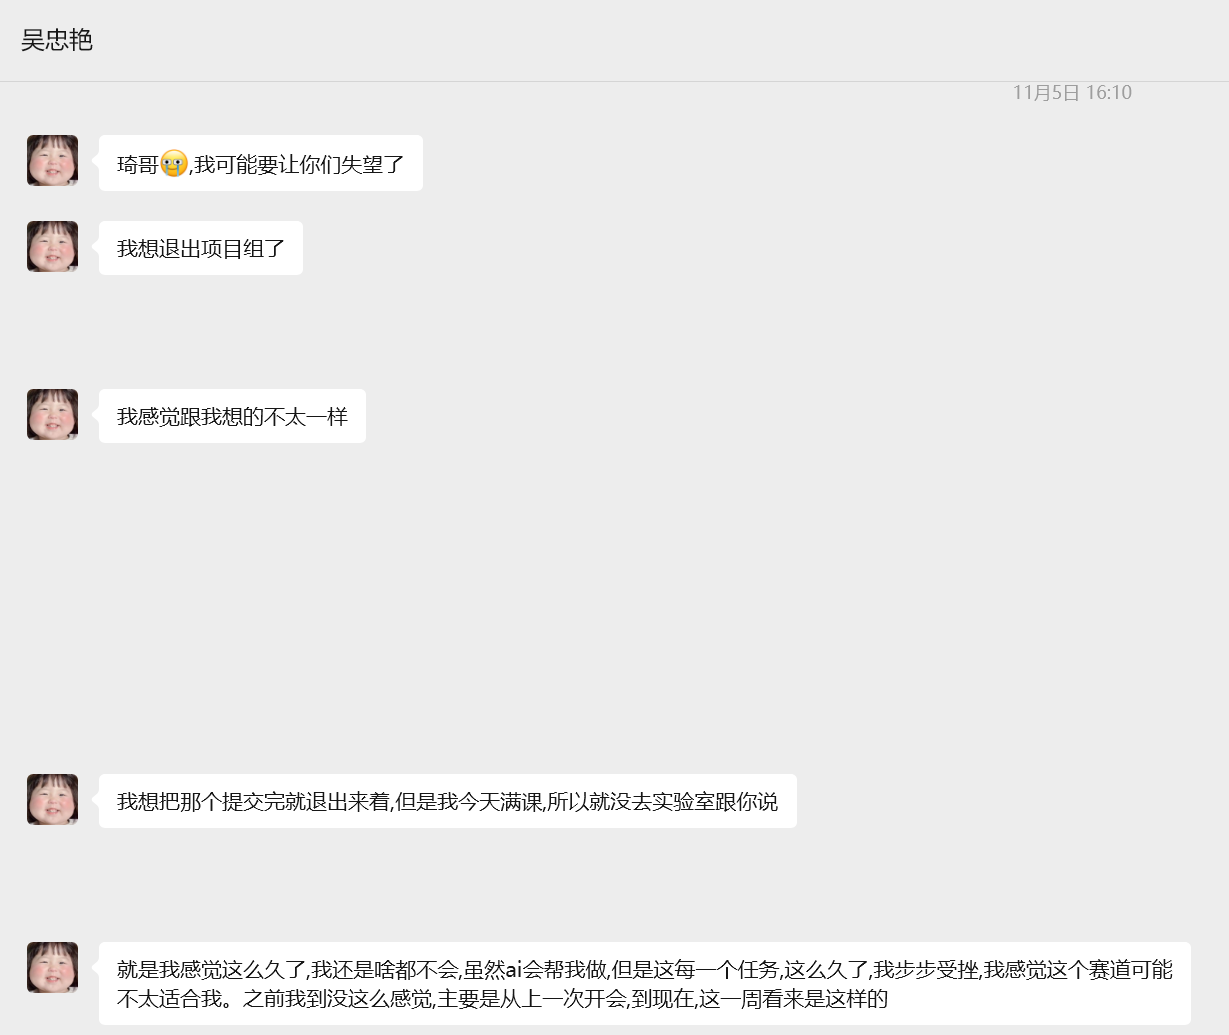 吴忠艳
11月5日 16:10
琦哥🥹,我可能要让你们失望了
我想退出项目组了
我感觉跟我想的不太一样
我想把那个提交完就退出来着,但是我今天满课,所以就没去实验室跟你说
就是我感觉这么久了,我还是啥都不会,虽然ai会帮我做,但是这每一个任务,这么久了,我步步受挫,我感觉这个赛道可能
不太适合我。之前我到没这么感觉,主要是从上一次开会,到现在,这一周看来是这样的